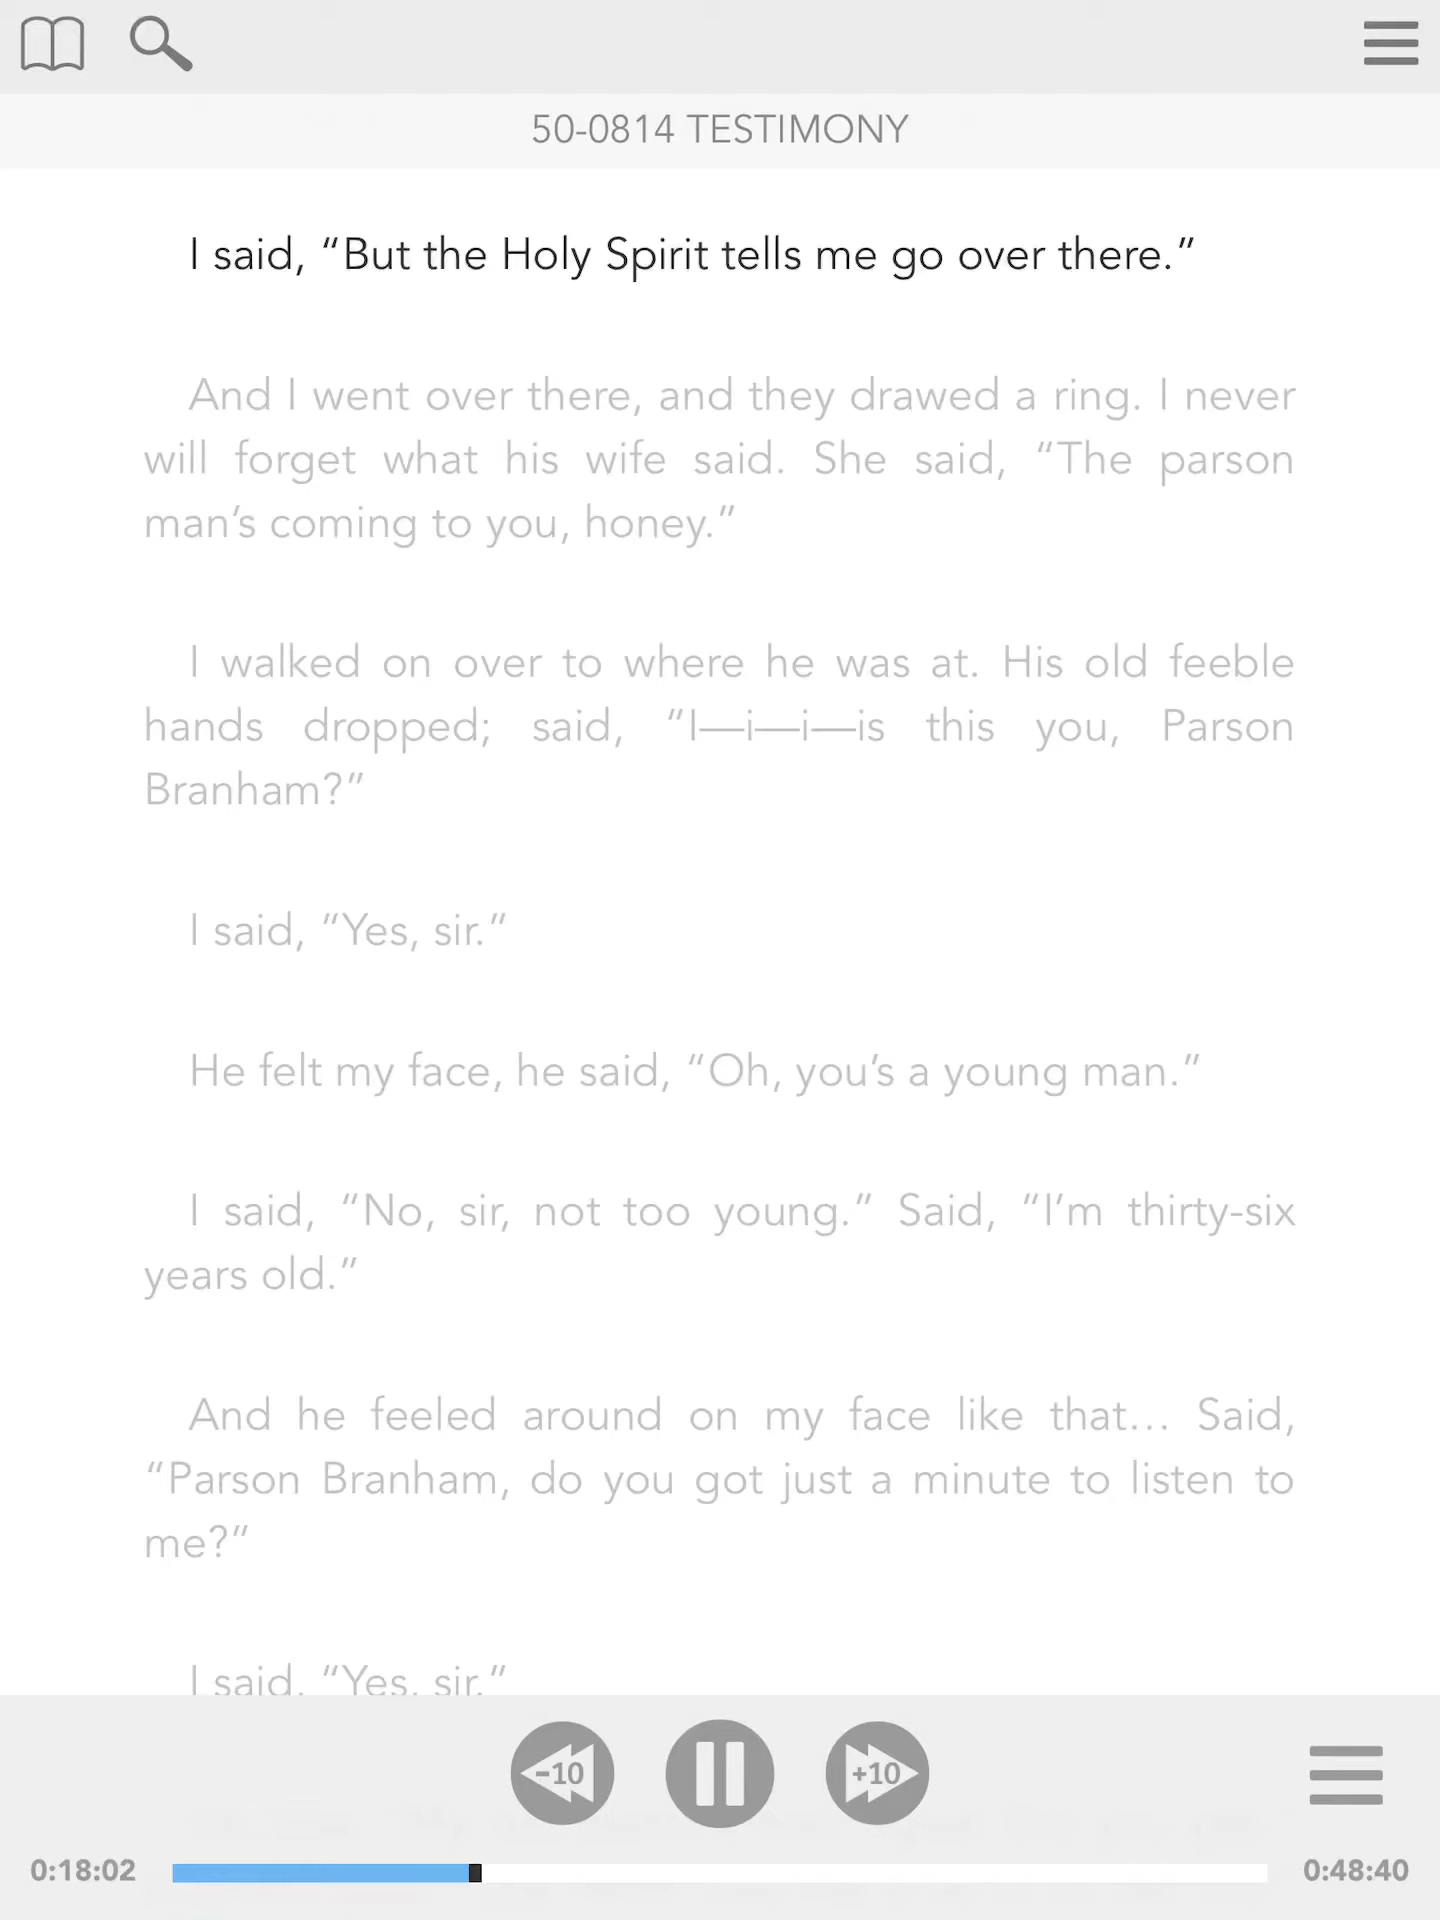 50-0814 TESTIMONY
I said, “But the Holy Spirit tells me go over there.”
And I went over there, and they drawed a ring. I never
will forget what his wife said. She said, “The parson
man’s coming to you, honey.”
I walked on over to where he was at. His old feeble
hands dropped; said, “I—i—i—is this you, Parson
Branham?”
I said, “Yes, sir.”
He felt my face, he said, “Oh, you’s a young man.”
I said, “No, sir, not too young.” Said, “I’m thirty-six
years old.”
And he feeled around on my face like that… Said,
“Parson Branham, do you got just a minute to listen to
me?”
I said, “Yes, sir.”
-10 +10
0:18:02 0:48:40